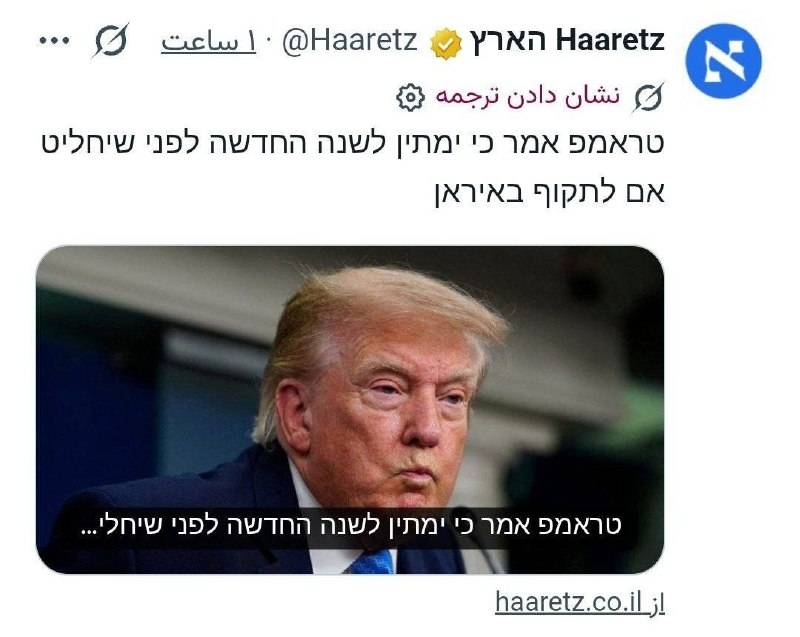 Haaretz הארץ @Haaretz · ۱ ساعت
نشان دادن ترجمه
טראמפ אמר כי ימתין לשנה החדשה לפני שיחליט
אם לתקוף באיראן
טראמפ אמר כי ימתין לשנה החדשה לפני שיחלי...
از haaretz.co.il